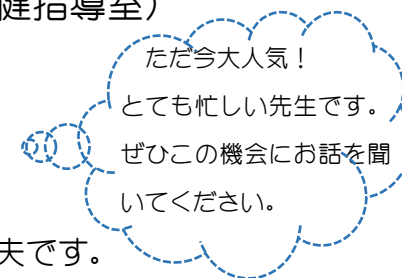 健指導室）
ただ今大人気！
とても忙しい先生です。
ぜひこの機会にお話を聞
いてください。
夫です。